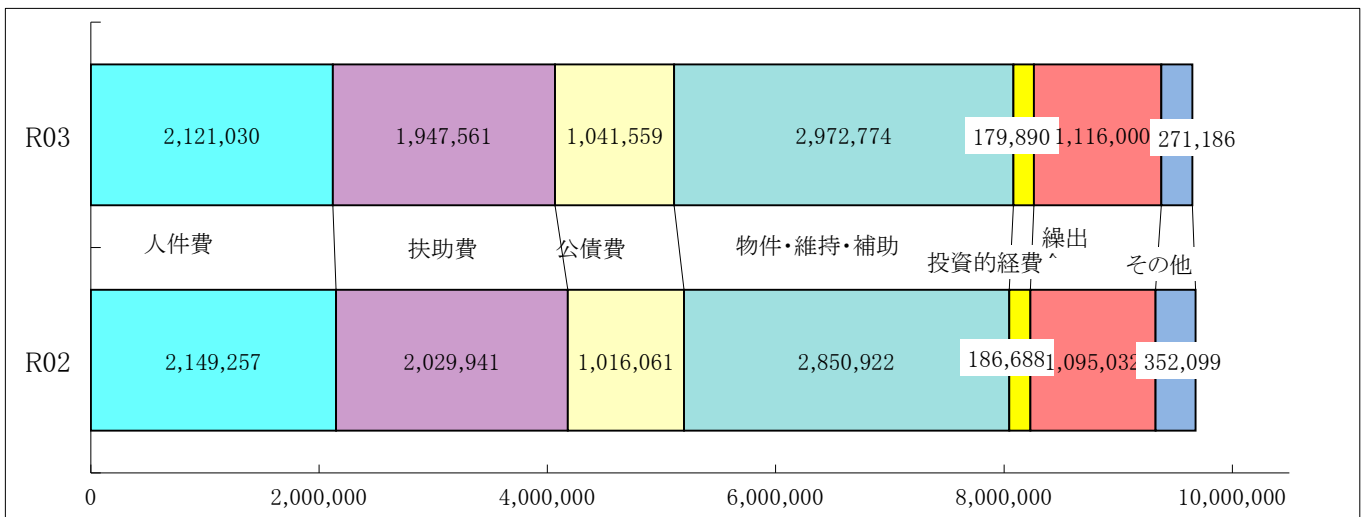 R03
2,121,030 1,947,561 1,041,559 2,972,774 179,890 1,116,000 271,186
人件費 扶助費 公債費 物件・維持・補助 投資的経費 繰出 その他
R02
2,149,257 2,029,941 1,016,061 2,850,922 186,688 1,095,032 352,099
0 2,000,000 4,000,000 6,000,000 8,000,000 10,000,000